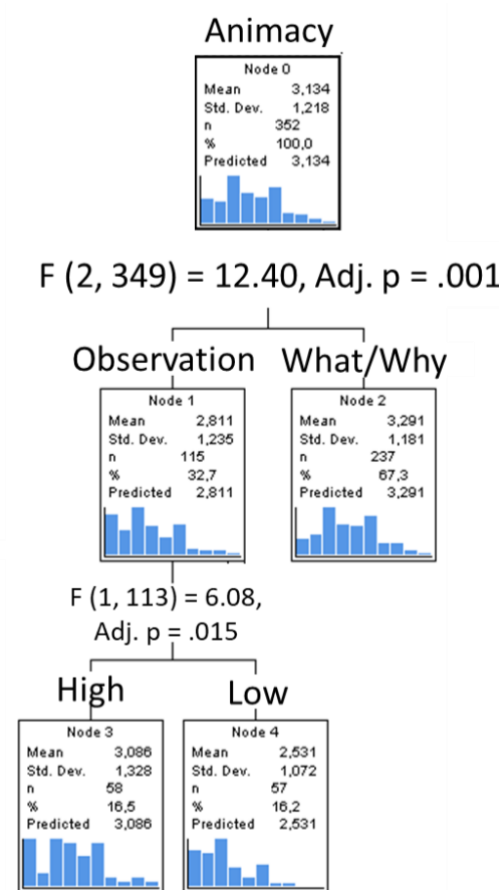 Animacy
Node 0
Mean 3,134
Std. Dev. 1,218
n 352
% 100,0
Predicted 3,134
F (2, 349) = 12.40, Adj. p = .001
Observation What/Why
Node 1
Mean 2,811
Std. Dev. 1,235
n 115
% 32,7
Predicted 2,811
Node 2
Mean 3,291
Std. Dev. 1,181
n 237
% 67,3
Predicted 3,291
F (1, 113) = 6.08,
Adj. p = .015
High Low
Node 3
Mean 3,086
Std. Dev. 1,328
n 58
% 16,5
Predicted 3,086
Node 4
Mean 2,531
Std. Dev. 1,072
n 57
% 16,2
Predicted 2,531